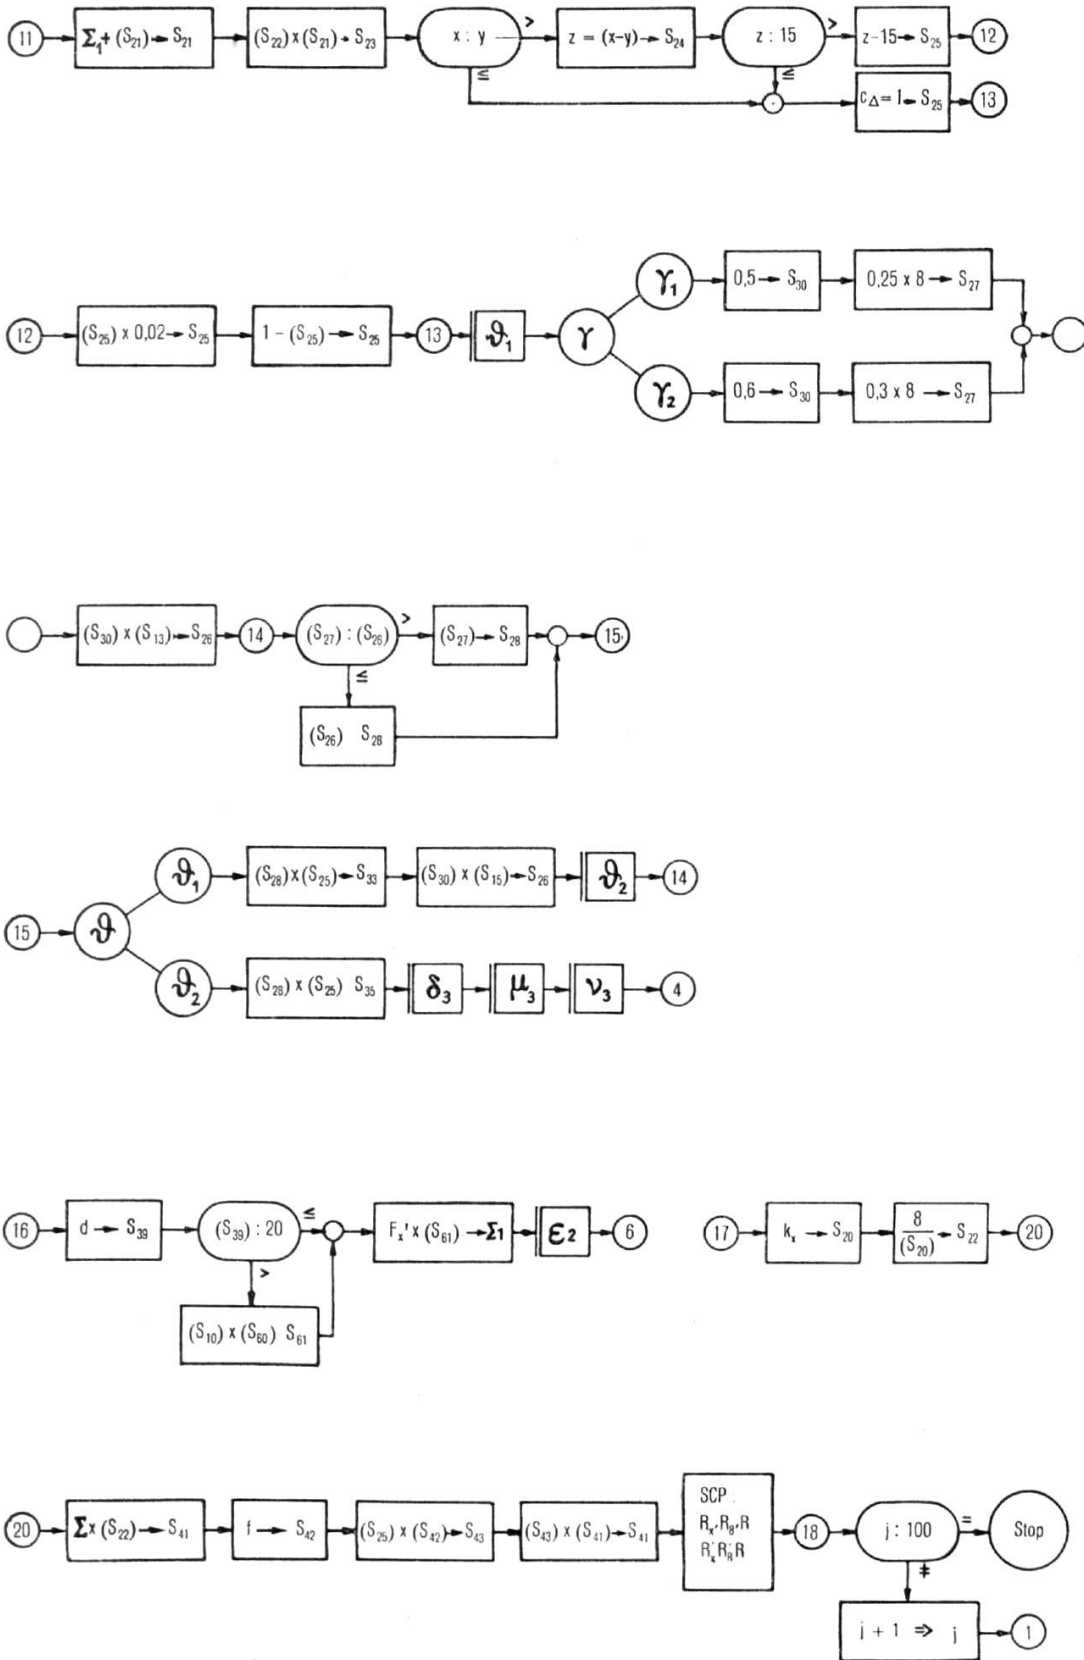 11 Σ₁+ (S₂₁) → S₂₁ (S₂₂) x (S₂₁) → S₂₃ x : y > z = (x-y) → S₂₄ z : 15 > z-15 → S₂₅ 12
≤ ≤
c_Δ = 1 → S₂₅ 13
γ₁ 0,5 → S₃₀ 0,25 x 8 → S₂₇
12 (S₂₅) x 0,02 → S₂₅ 1 - (S₂₅) → S₂₅ 13 ϑ₁ γ
γ₂ 0,6 → S₃₀ 0,3 x 8 → S₂₇
(S₃₀) x (S₁₃) → S₂₆ 14 (S₂₇) : (S₂₆) > (S₂₇) → S₂₈ 15
≤
(S₂₆) S₂₈
ϑ₁ (S₂₈) x (S₂₅) → S₃₃ (S₃₀) x (S₁₅) → S₂₆ ϑ₂ 14
15 ϑ
ϑ₂ (S₂₈) x (S₂₅) S₃₅ δ₃ μ₃ ν₃ 4
16 d → S₃₉ (S₃₉) : 20 ≤ Fₓ' x (S₆₁) → Σ1 ε2 6 17 kₓ → S₂₀ 8/(S₂₀) → S₂₂ 20
>
(S₁₀) x (S₆₀) S₆₁
SCP
20 Σ x (S₂₂) → S₄₁ f → S₄₂ (S₂₅) x (S₄₂) → S₄₃ (S₄₃) x (S₄₁) → S₄₁ Rₓ, R₈, R 18 j : 100 = Stop
≠
j + 1 ⇒ j 1